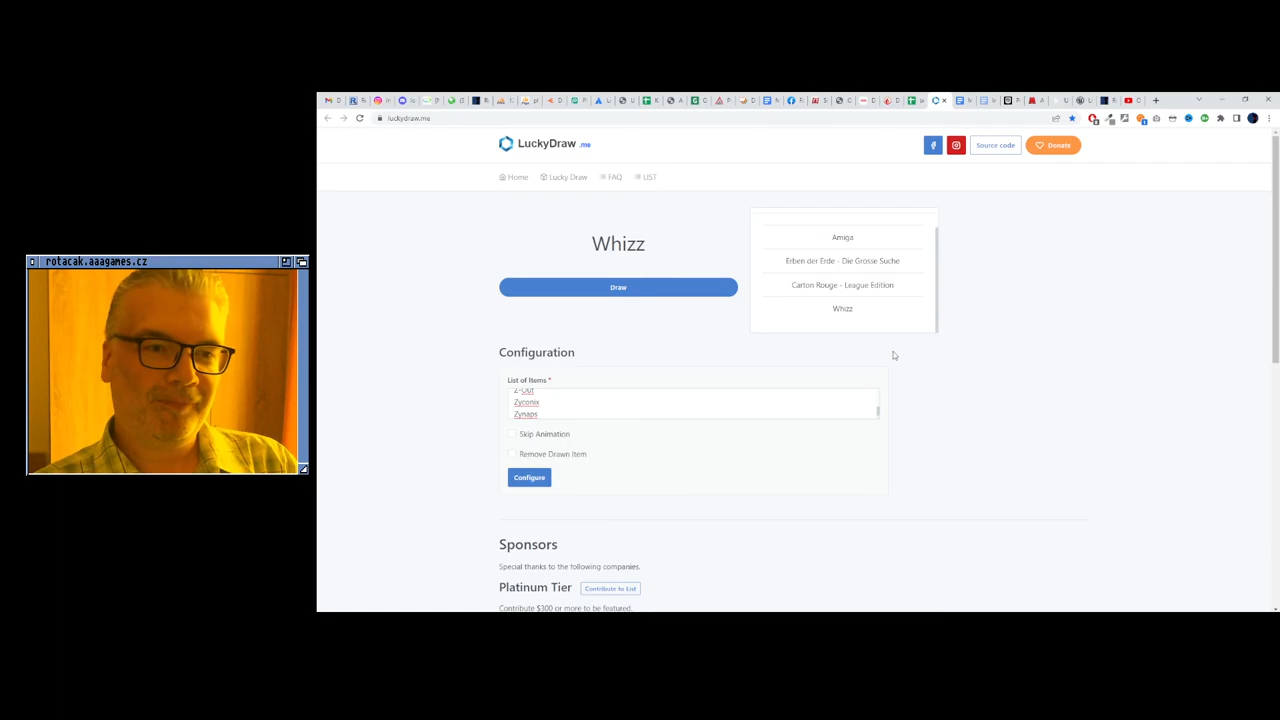 rotacak.aaagames.cz
luckydraw.me
LuckyDraw .me
Source code
Donate
Home
Lucky Draw
FAQ
LIST
Whizz
Draw
Amiga
Erben der Erde - Die Grosse Suche
Carton Rouge - League Edition
Whizz
Configuration
List of Items *
Z-Out
Zyconix
Zynaps
Skip Animation
Remove Drawn Item
Configure
Sponsors
Special thanks to the following companies.
Platinum Tier
Contribute to List
Contribute $300 or more to be featured.